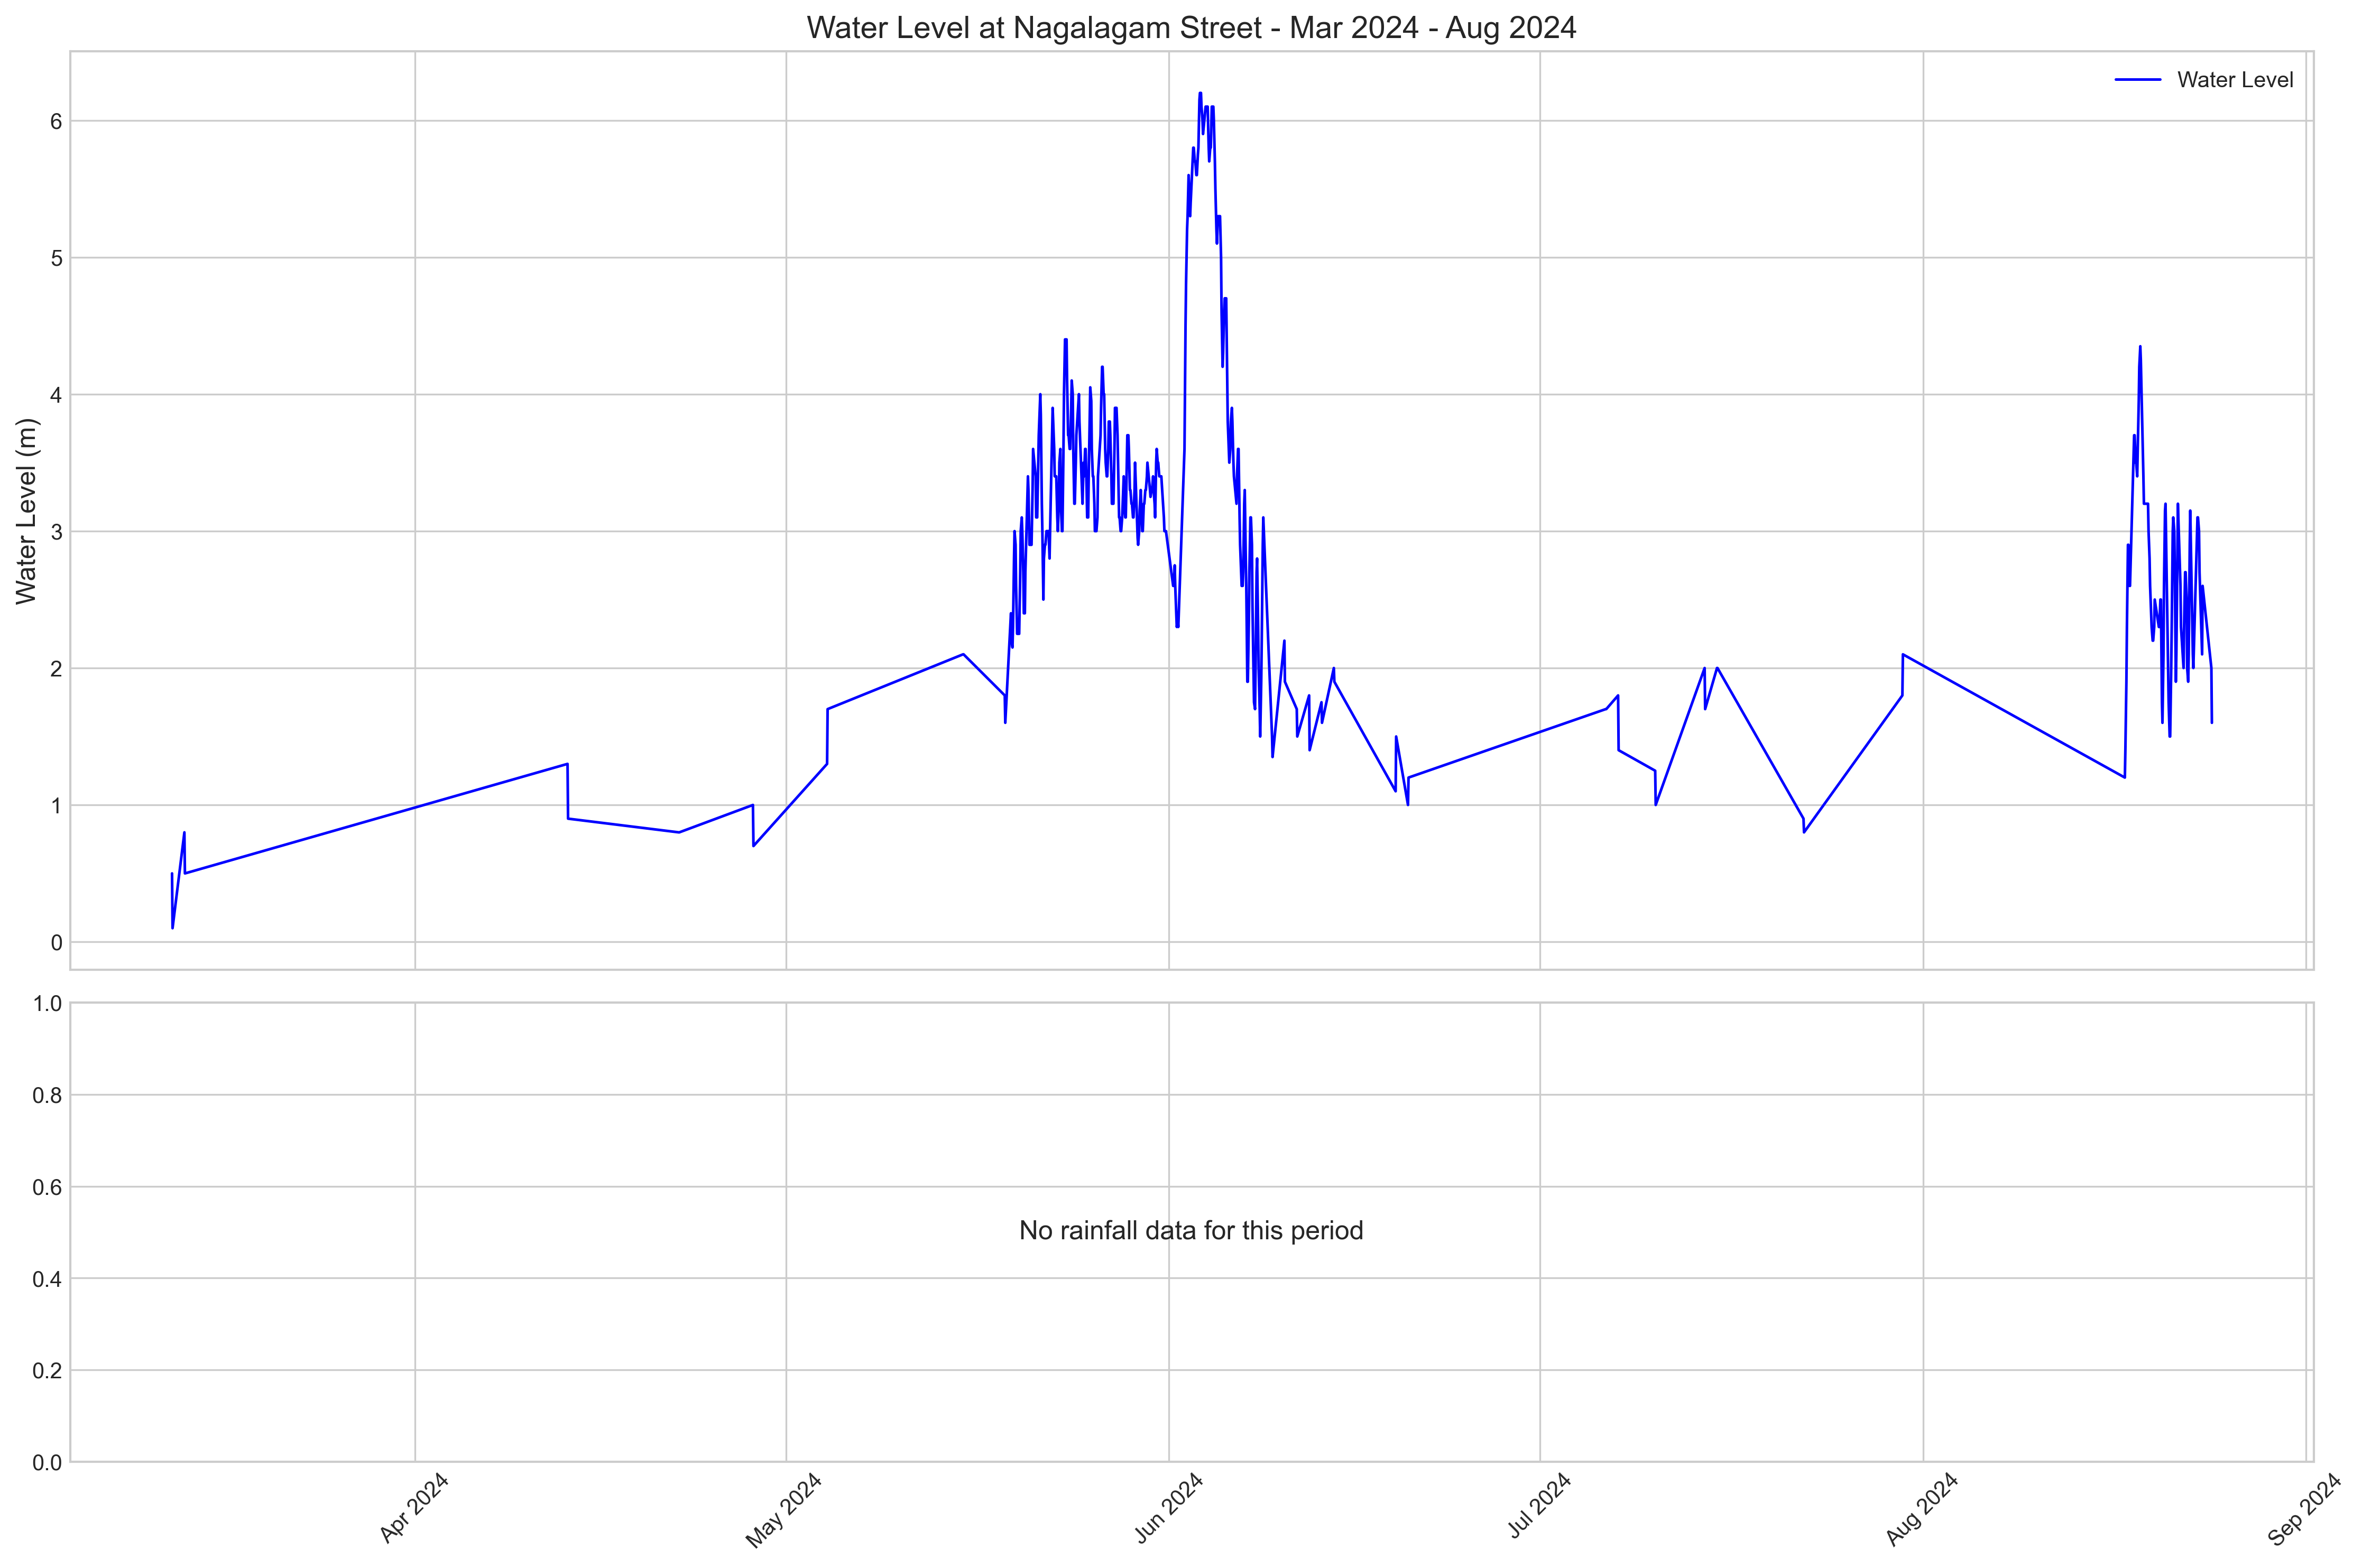 Water Level at Nagalagam Street - Mar 2024 - Aug 2024
Water Level
Water Level (m)
6
5
4
3
2
1
0
1.0
0.8
0.6
0.4
0.2
0.0
No rainfall data for this period
Apr 2024
May 2024
Jun 2024
Jul 2024
Aug 2024
Sep 2024